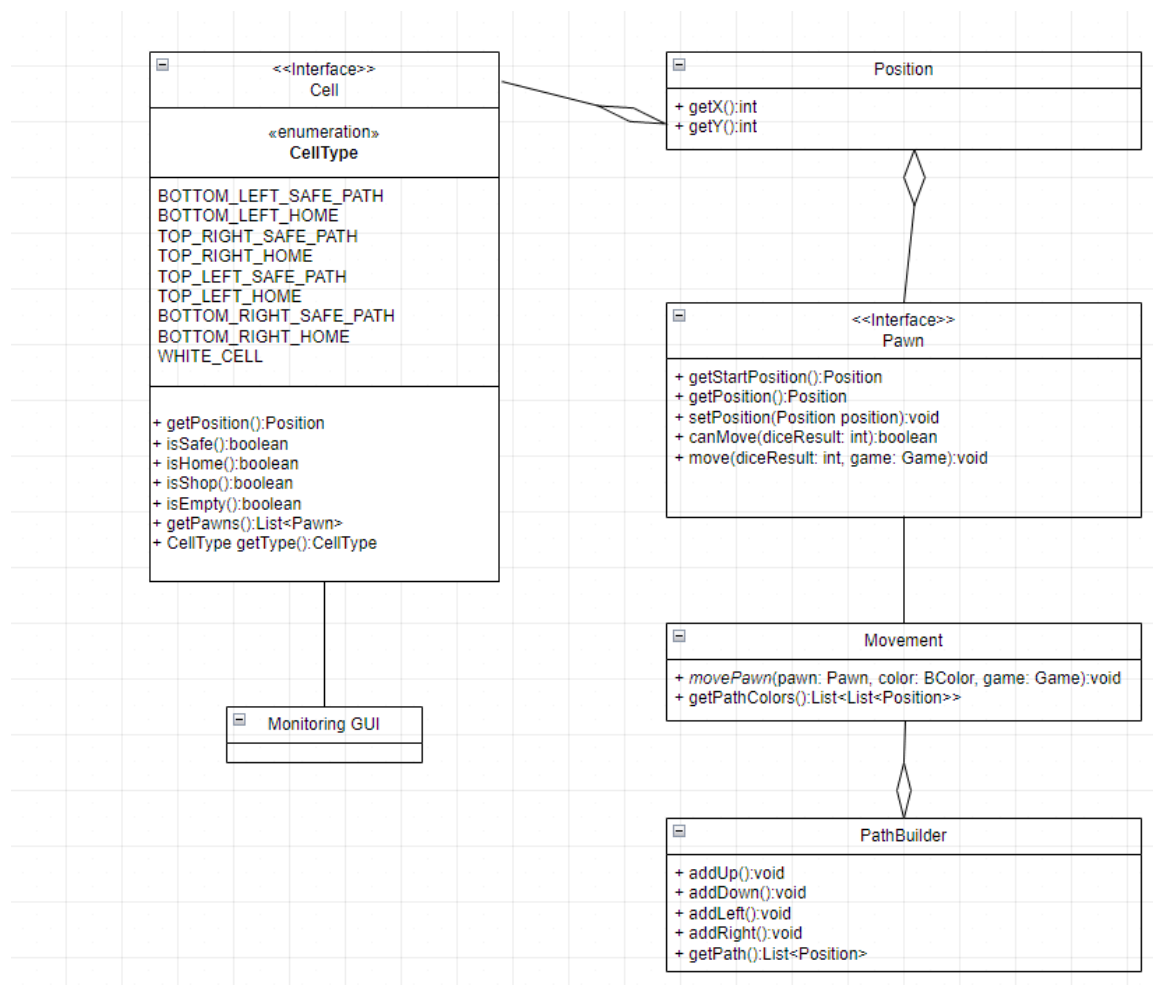 <<Interface>>
Cell
«enumeration»
CellType
BOTTOM_LEFT_SAFE_PATH
BOTTOM_LEFT_HOME
TOP_RIGHT_SAFE_PATH
TOP_RIGHT_HOME
TOP_LEFT_SAFE_PATH
TOP_LEFT_HOME
BOTTOM_RIGHT_SAFE_PATH
BOTTOM_RIGHT_HOME
WHITE_CELL
+ getPosition():Position
+ isSafe():boolean
+ isHome():boolean
+ isShop():boolean
+ isEmpty():boolean
+ getPawns():List<Pawn>
+ CellType getType():CellType
Monitoring GUI
Position
+ getX():int
+ getY():int
<<Interface>>
Pawn
+ getStartPosition():Position
+ getPosition():Position
+ setPosition(Position position):void
+ canMove(diceResult: int):boolean
+ move(diceResult: int, game: Game):void
Movement
+ movePawn(pawn: Pawn, color: BColor, game: Game):void
+ getPathColors():List<List<Position>>
PathBuilder
+ addUp():void
+ addDown():void
+ addLeft():void
+ addRight():void
+ getPath():List<Position>